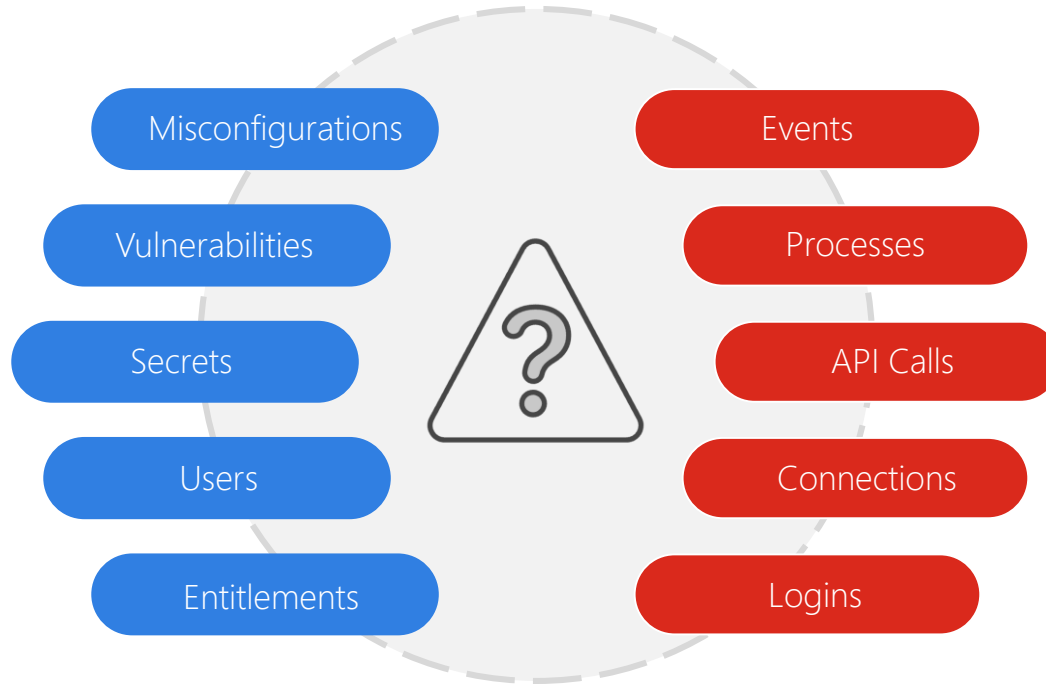 Misconfigurations
Vulnerabilities
Secrets
Users
Entitlements
?
Events
Processes
API Calls
Connections
Logins